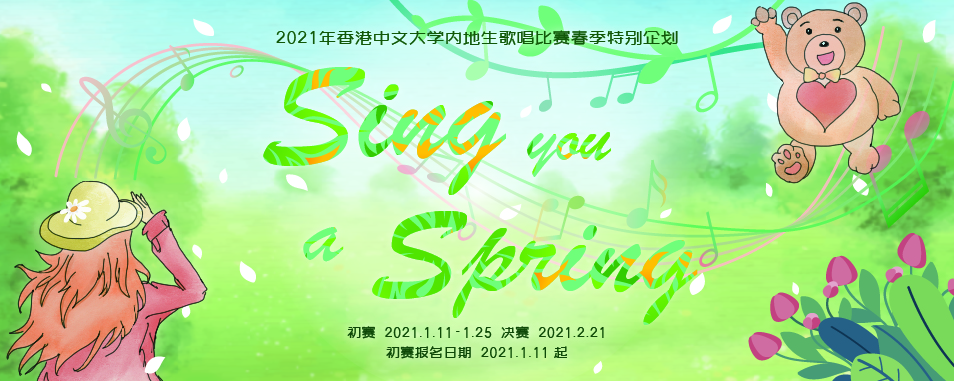 2021年香港中文大学内地生歌唱比赛春季特别企划
Sing you
a Spring
初赛 2021.1.11-1.25 决赛 2021.2.21
初赛报名日期 2021.1.11 起